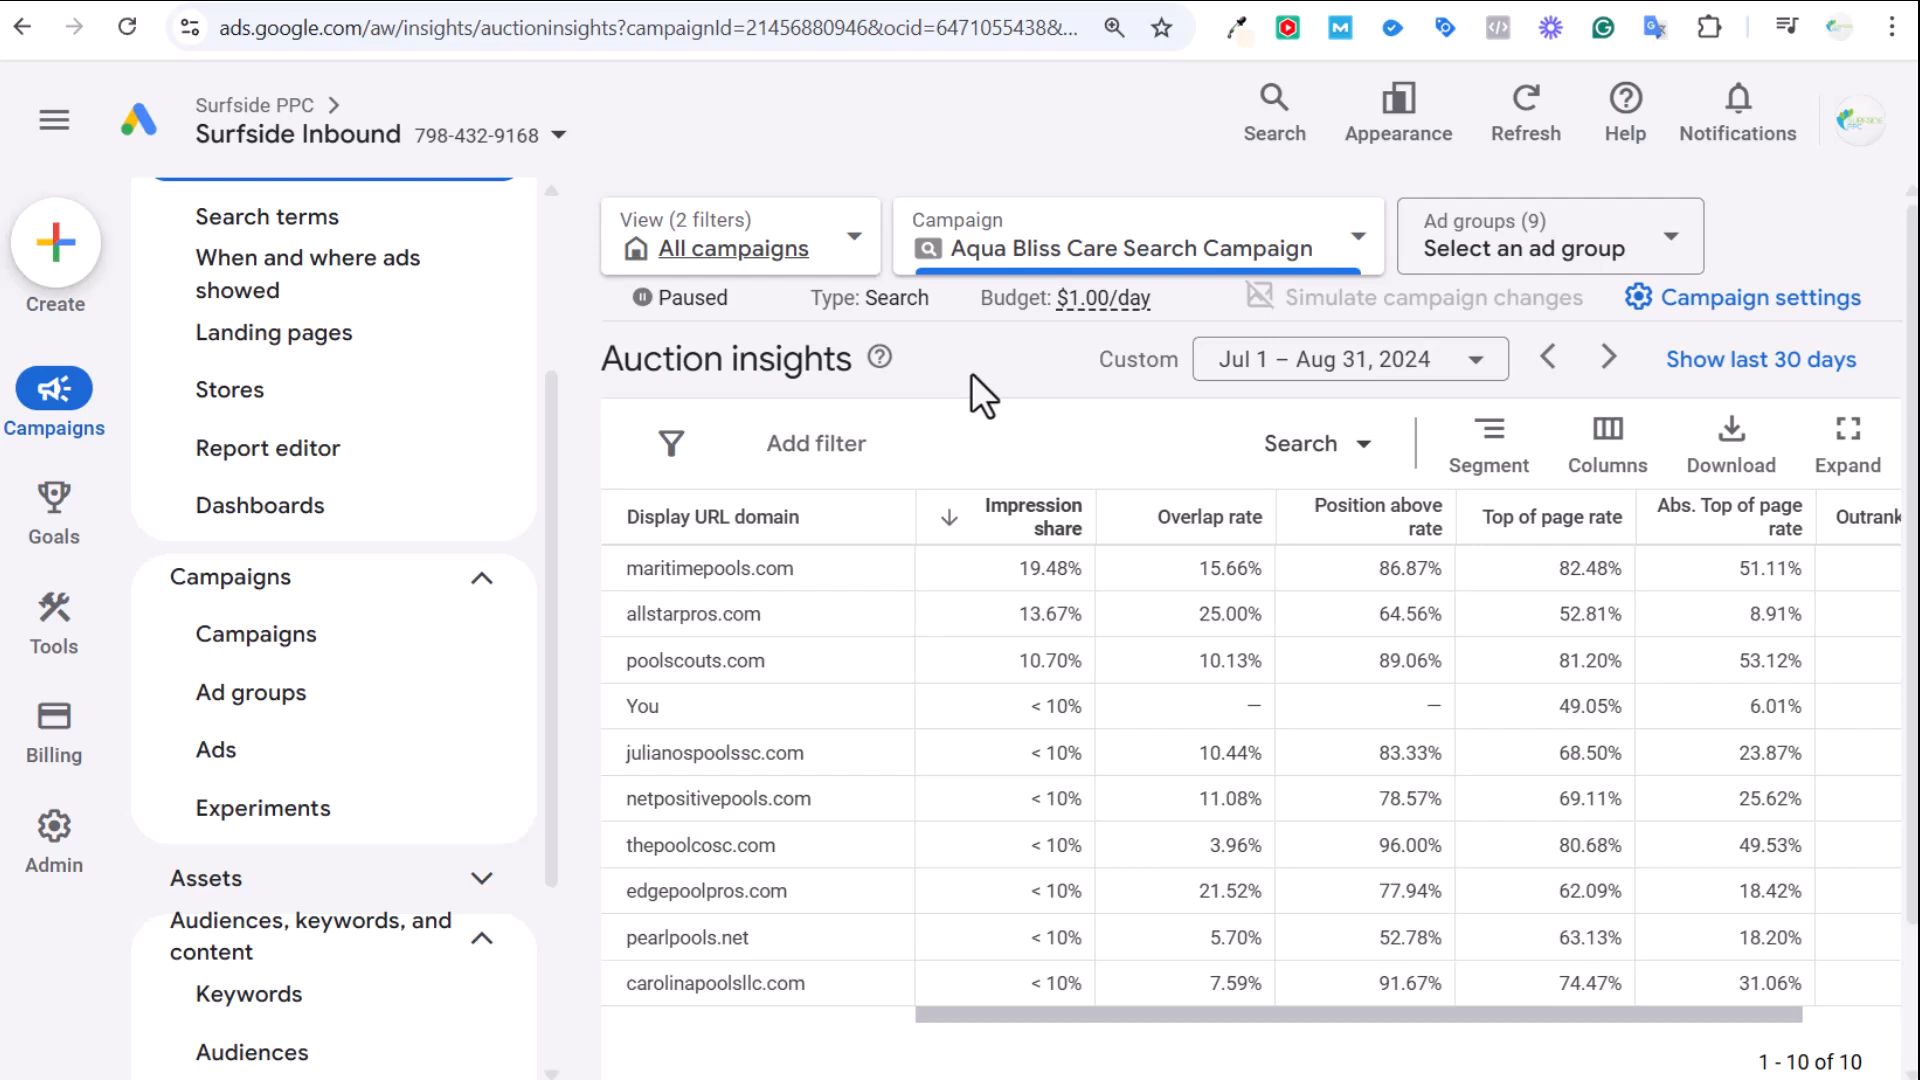 ads.google.com/aw/insights/auctioninsights?campaignId=21456880946&ocid=6471055438&...
Surfside PPC
Surfside Inbound 798-432-9168
Search
Appearance
Refresh
Help
Notifications
Create
Campaigns
Goals
Tools
Billing
Admin
Search terms
When and where ads
showed
Landing pages
Stores
Report editor
Dashboards
Campaigns
Campaigns
Ad groups
Ads
Experiments
Assets
Audiences, keywords, and
content
Keywords
Audiences
View (2 filters)
All campaigns
Campaign
Aqua Bliss Care Search Campaign
Ad groups (9)
Select an ad group
Paused Type: Search Budget: $1.00/day Simulate campaign changes Campaign settings
Auction insights Custom Jul 1 – Aug 31, 2024 Show last 30 days
Add filter Search Segment Columns Download Expand
Display URL domain Impression share Overlap rate Position above rate Top of page rate Abs. Top of page rate Outrank
maritimepools.com 19.48% 15.66% 86.87% 82.48% 51.11%
allstarpros.com 13.67% 25.00% 64.56% 52.81% 8.91%
poolscouts.com 10.70% 10.13% 89.06% 81.20% 53.12%
You < 10% — — 49.05% 6.01%
julianospoolssc.com < 10% 10.44% 83.33% 68.50% 23.87%
netpositivepools.com < 10% 11.08% 78.57% 69.11% 25.62%
thepoolcosc.com < 10% 3.96% 96.00% 80.68% 49.53%
edgepoolpros.com < 10% 21.52% 77.94% 62.09% 18.42%
pearlpools.net < 10% 5.70% 52.78% 63.13% 18.20%
carolinapoolsllc.com < 10% 7.59% 91.67% 74.47% 31.06%
1 - 10 of 10